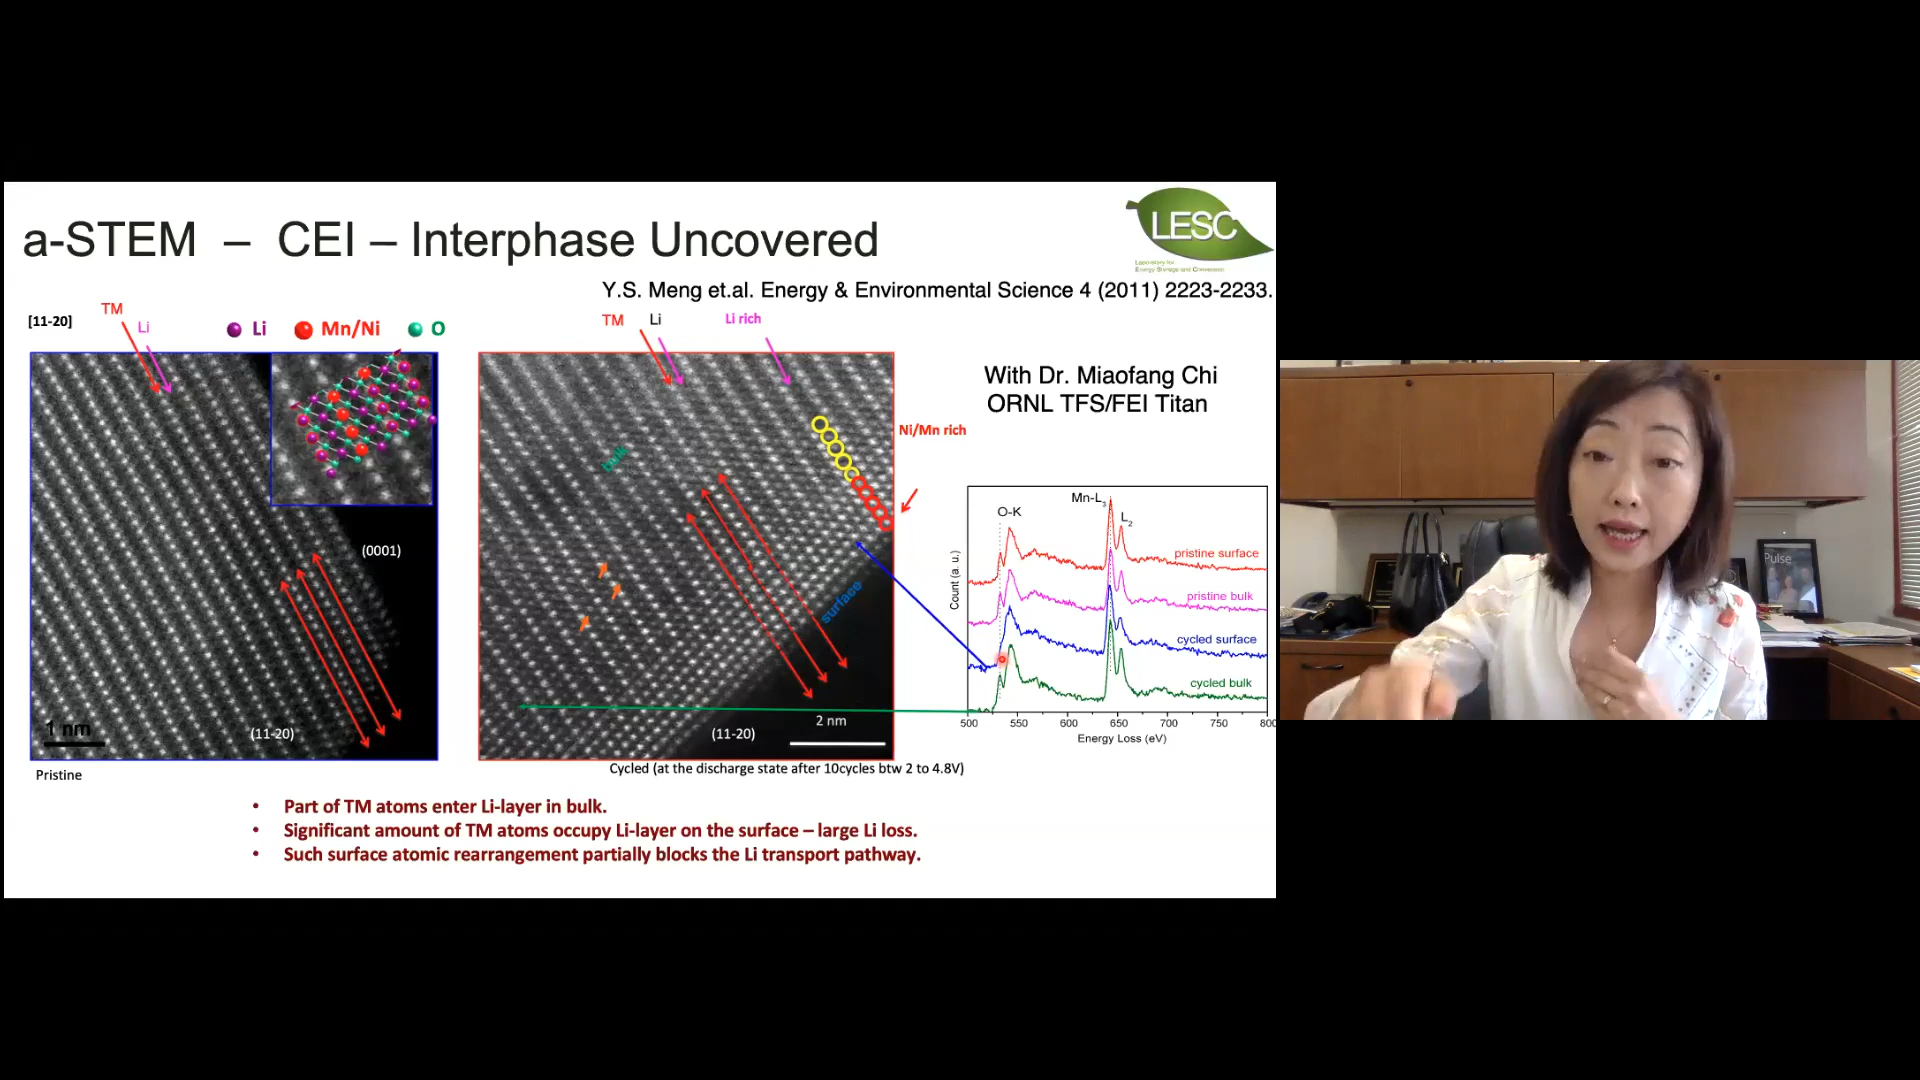 a-STEM – CEI – Interphase Uncovered
LESC
Laboratory for
Energy Storage and Conversion
Y.S. Meng et.al. Energy & Environmental Science 4 (2011) 2223-2233.
[11-20]
TM
Li
Li
Mn/Ni
O
TM
Li
Li rich
With Dr. Miaofang Chi
ORNL TFS/FEI Titan
Ni/Mn rich
bulk
surface
(0001)
(11-20)
1 nm
Pristine
(11-20)
2 nm
Cycled (at the discharge state after 10cycles btw 2 to 4.8V)
O-K
Mn-L3
L2
pristine surface
pristine bulk
cycled surface
cycled bulk
Count (a. u.)
500 550 600 650 700 750 800
Energy Loss (eV)
• Part of TM atoms enter Li-layer in bulk.
• Significant amount of TM atoms occupy Li-layer on the surface – large Li loss.
• Such surface atomic rearrangement partially blocks the Li transport pathway.
Pulse